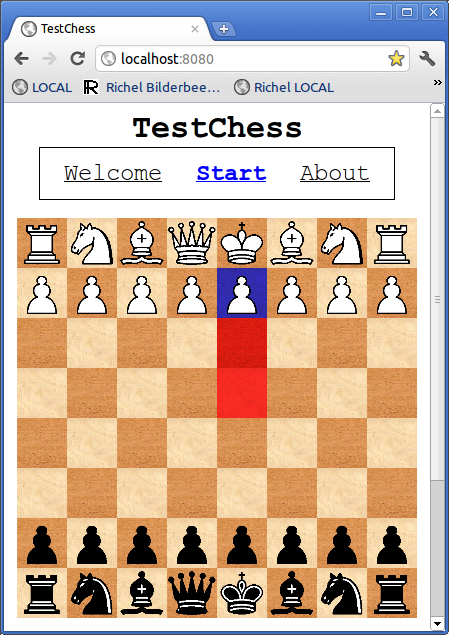 TestChess
localhost:8080
LOCAL Richel Bilderbee... Richel LOCAL »
TestChess
Welcome Start About